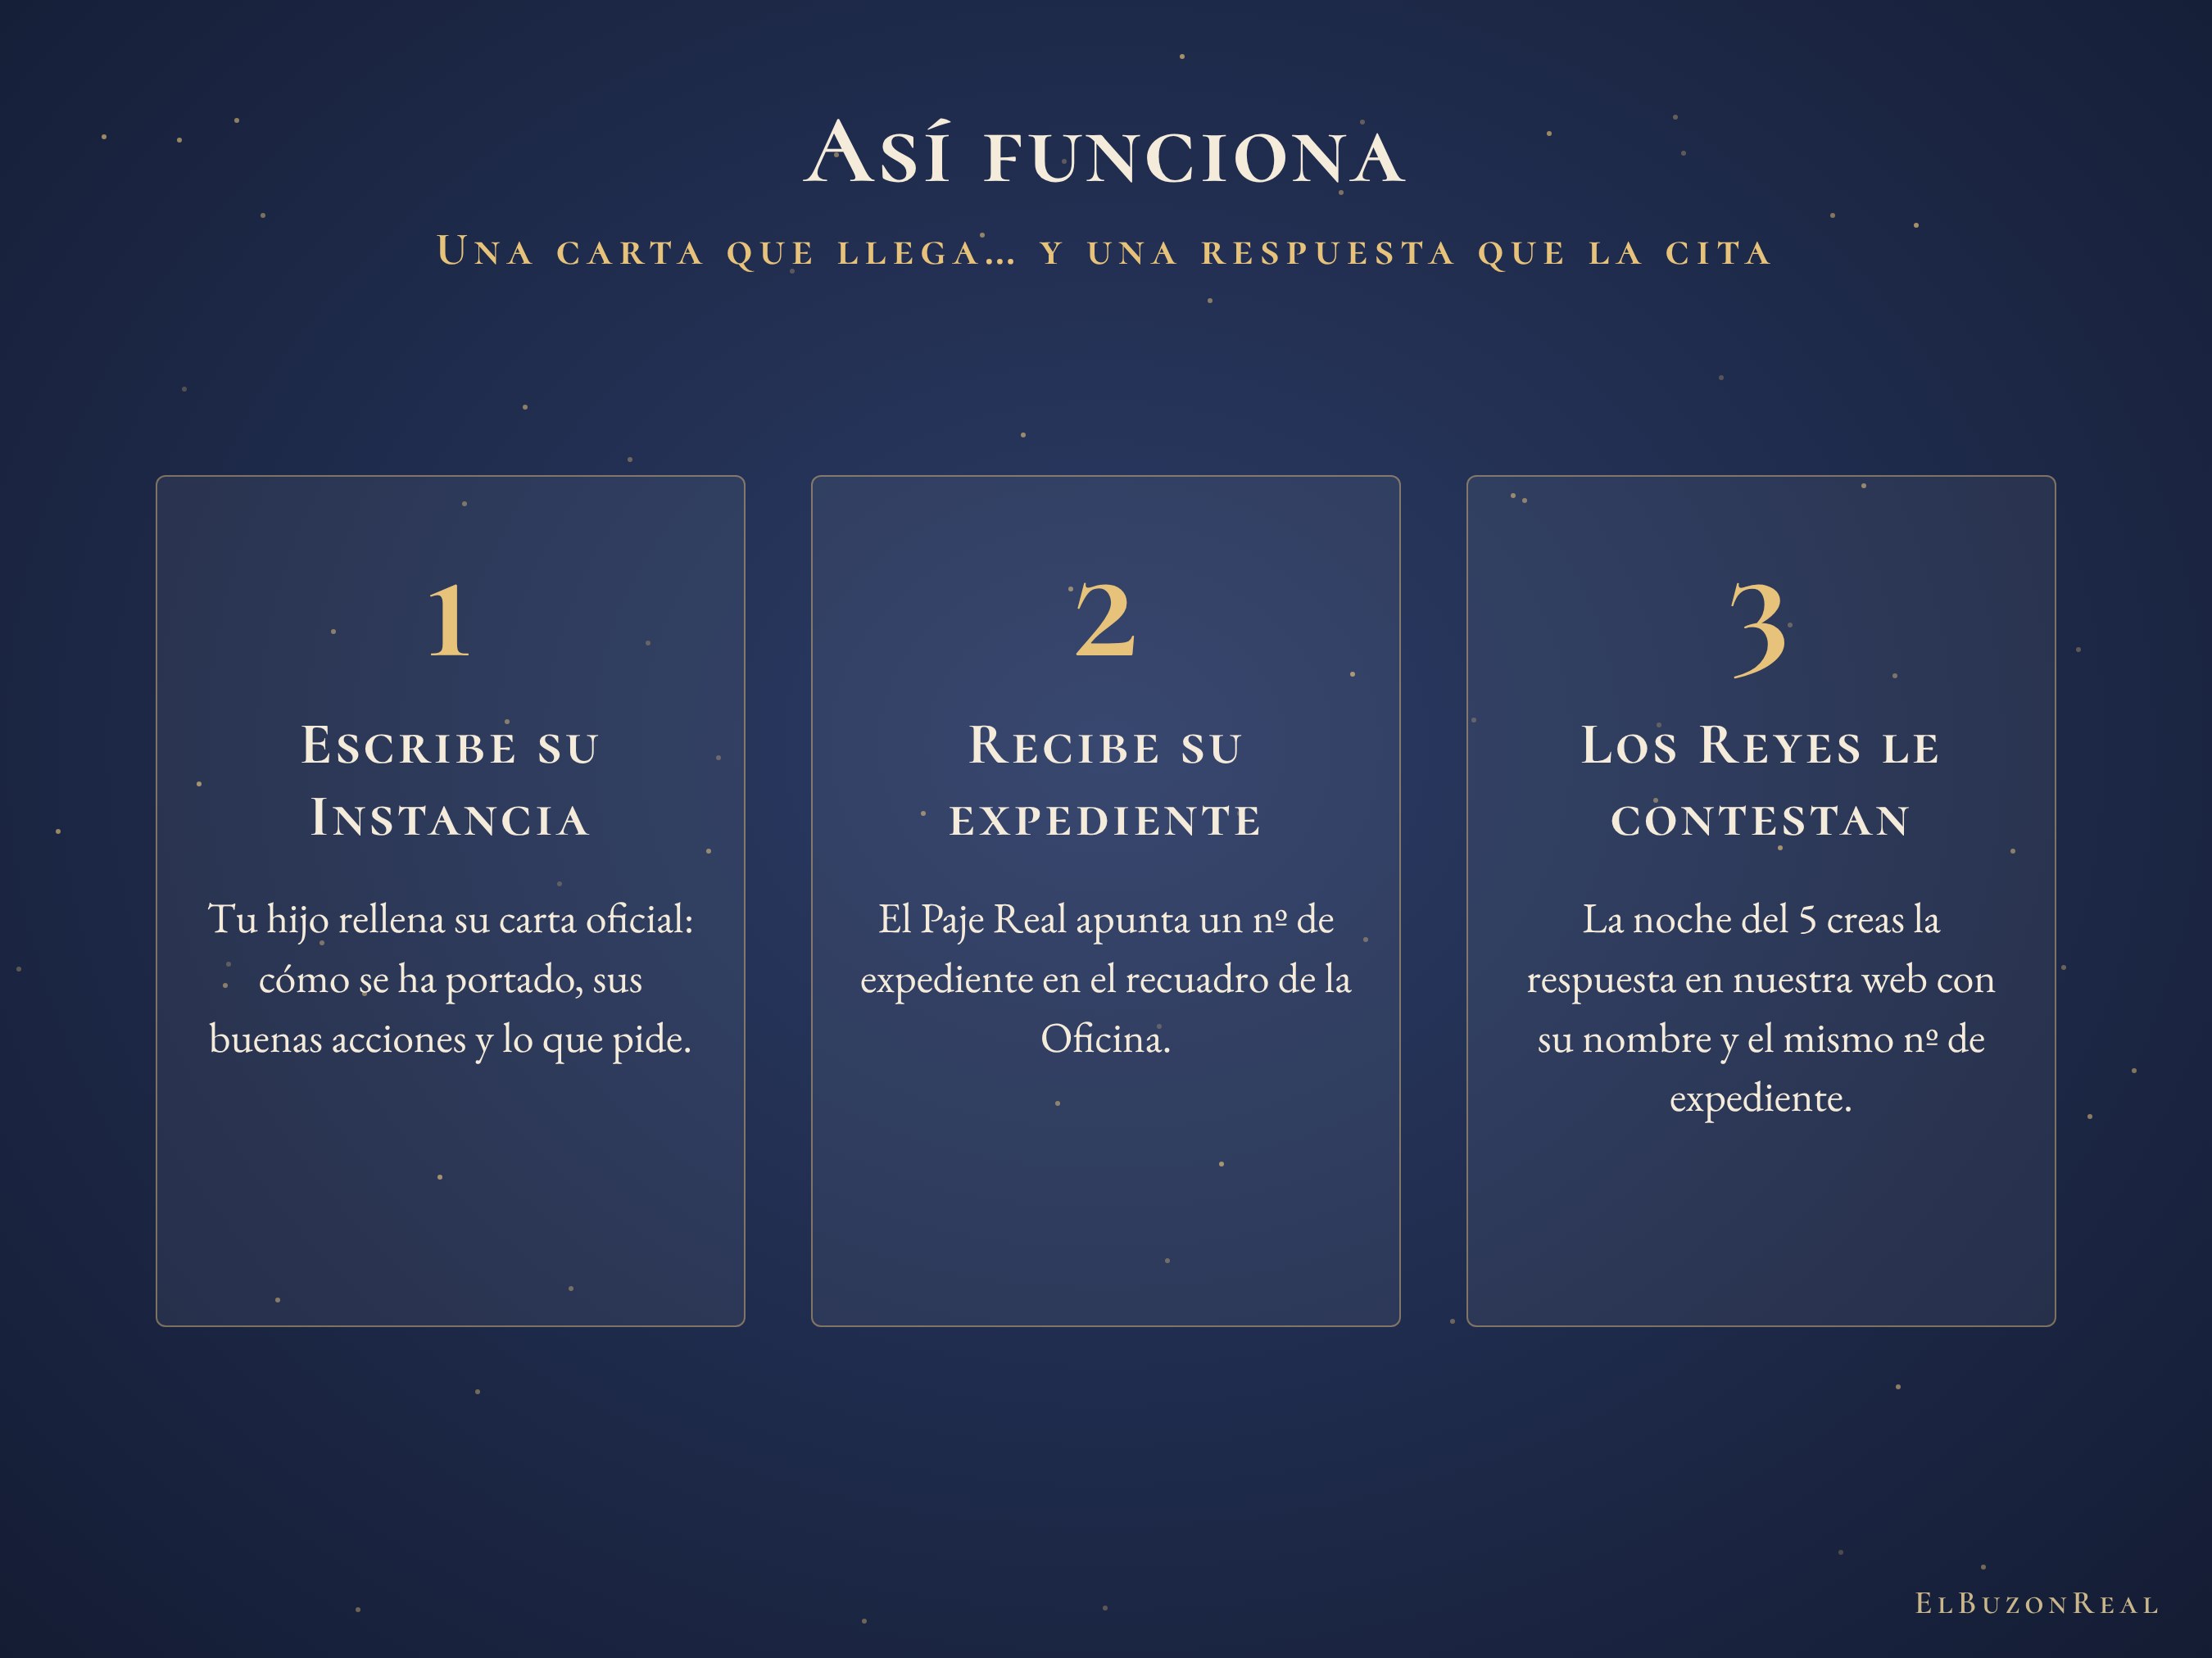 Así funciona
Una carta que llega… y una respuesta que la cita
1
Escribe su
Instancia
Tu hijo rellena su carta oficial:
cómo se ha portado, sus
buenas acciones y lo que pide.
2
Recibe su
expediente
El Paje Real apunta un nº de
expediente en el recuadro de la
Oficina.
3
Los Reyes le
contestan
La noche del 5 creas la
respuesta en nuestra web con
su nombre y el mismo nº de
expediente.
ElBuzonReal